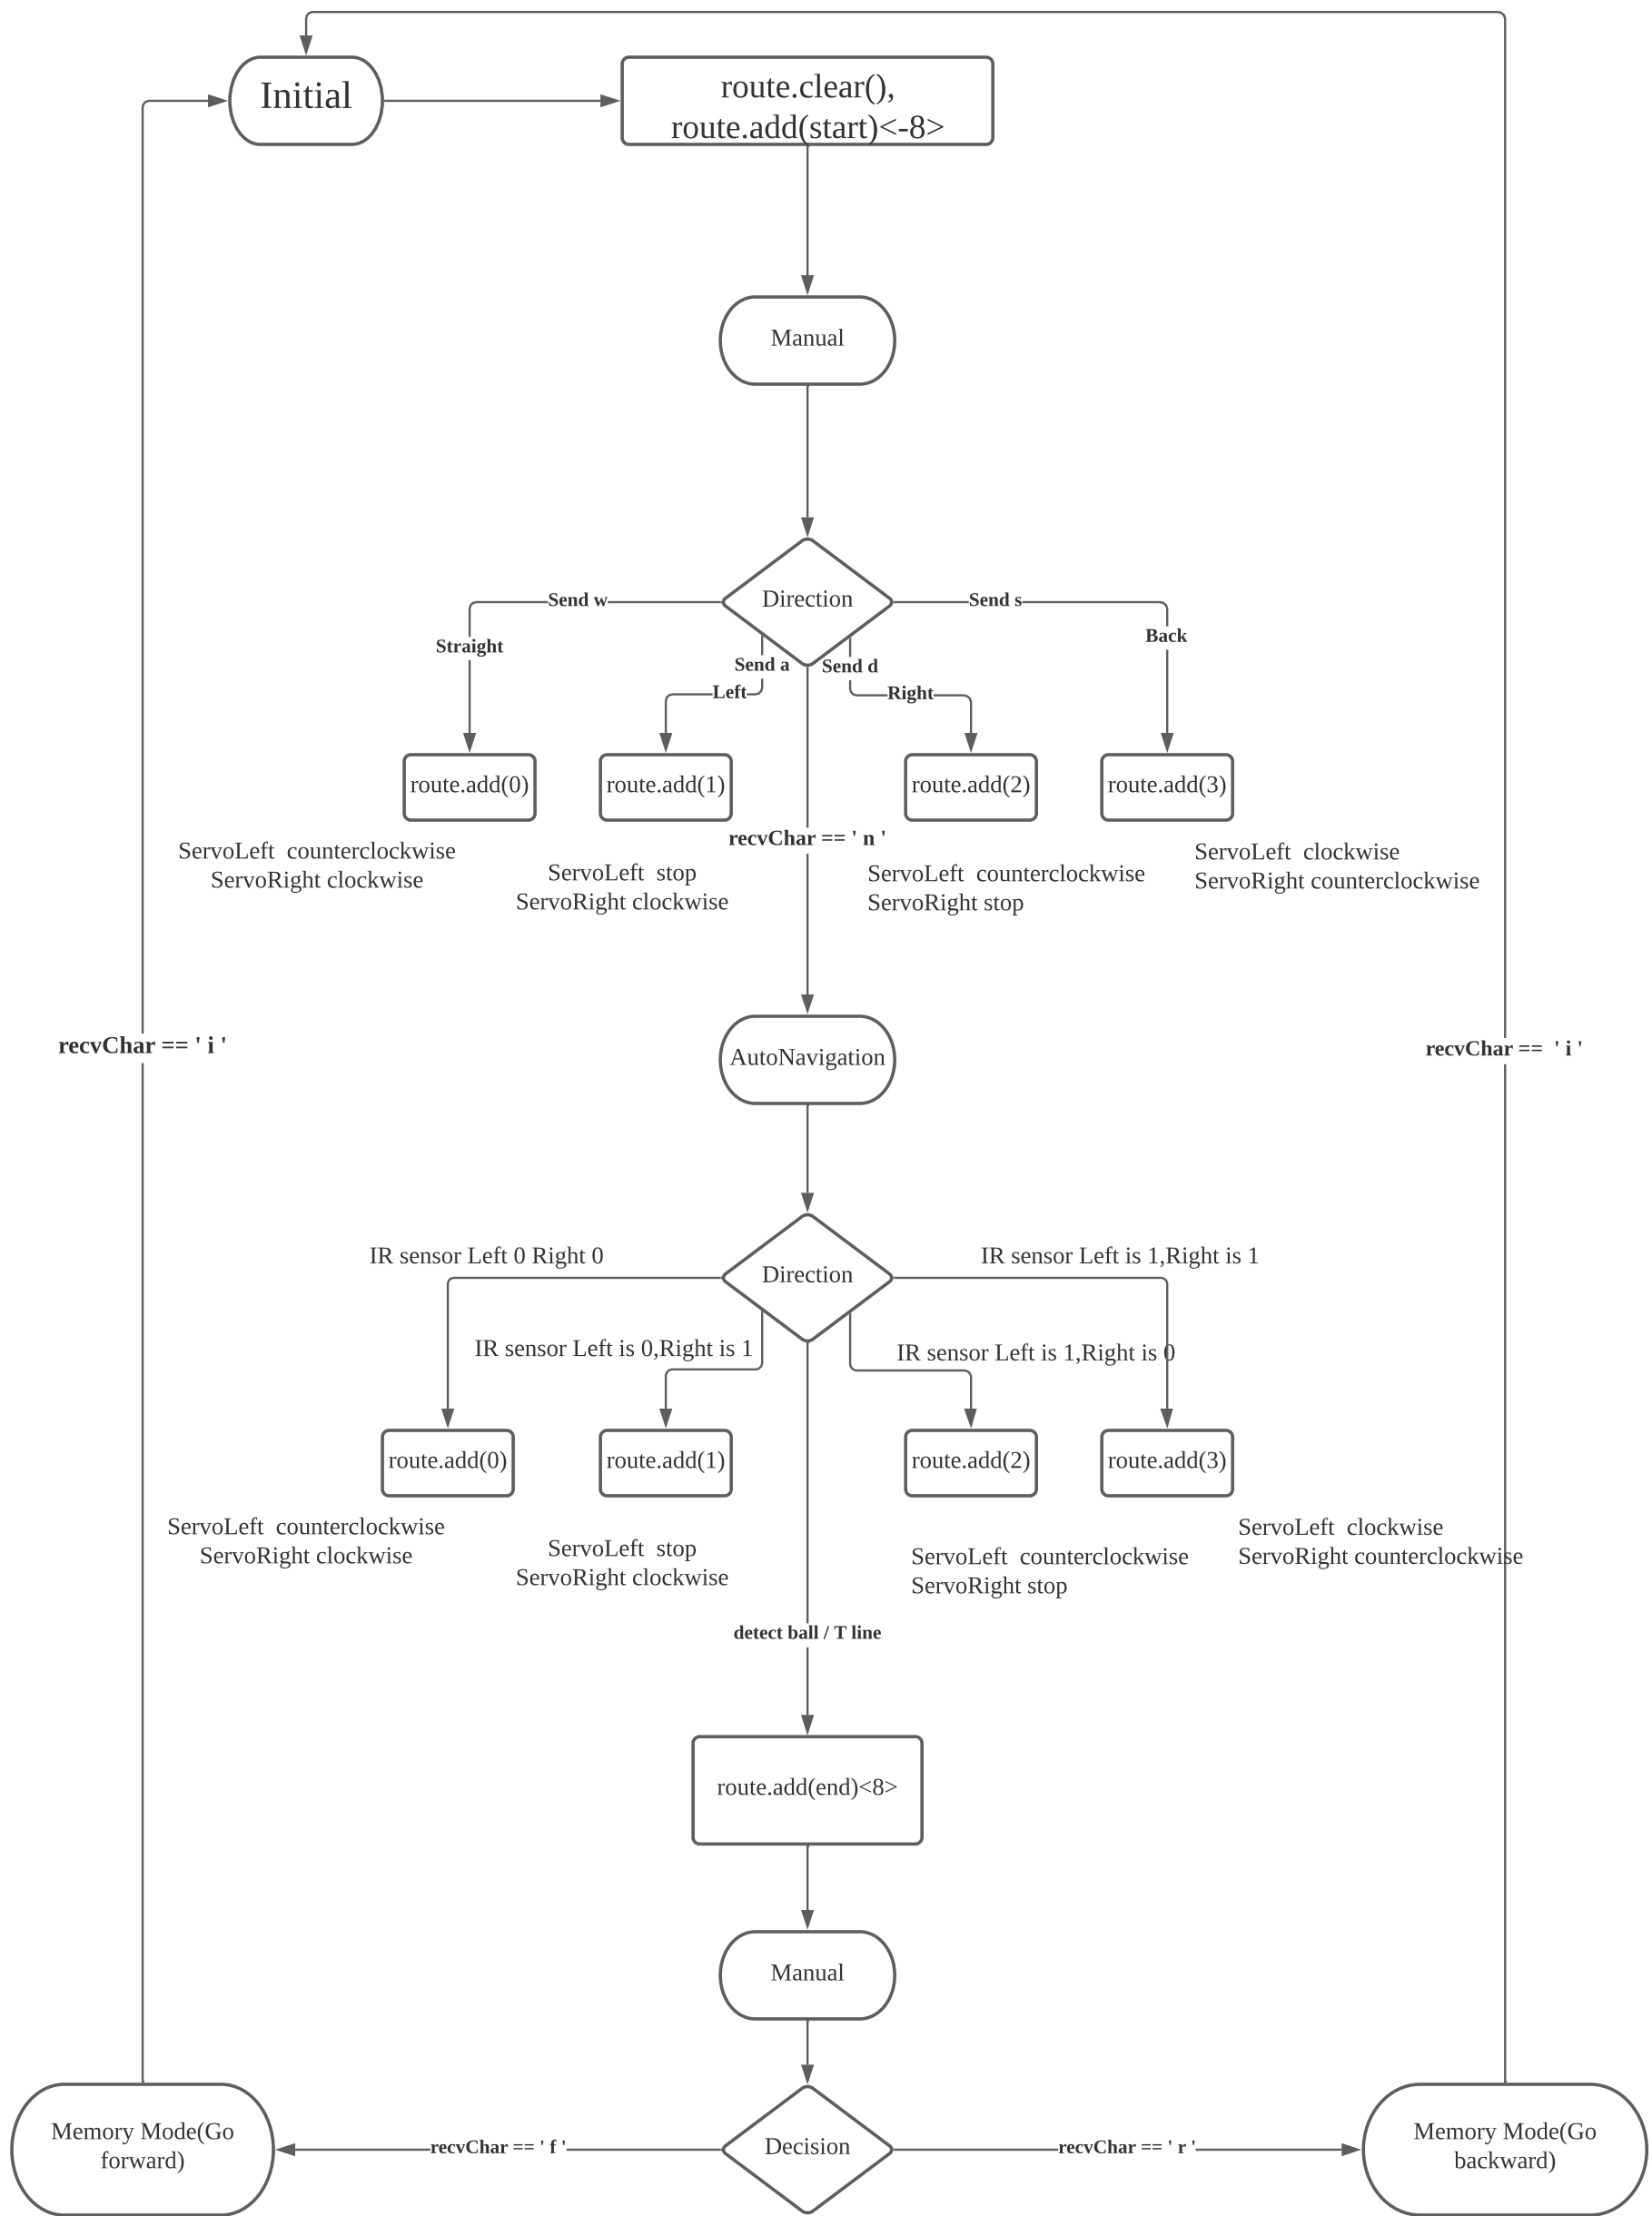 Initial
route.clear(),
route.add(start)<-8>
Manual
Direction
Send w
Send s
Straight
Back
Send a
Send d
Left
Right
route.add(0)
route.add(1)
route.add(2)
route.add(3)
recvChar == ' n '
ServoLeft  counterclockwise
ServoRight clockwise
ServoLeft  stop
ServoRight clockwise
ServoLeft  counterclockwise
ServoRight stop
ServoLeft  clockwise
ServoRight counterclockwise
recvChar == ' i '
recvChar ==  ' i '
AutoNavigation
Direction
IR sensor Left 0 Right 0
IR sensor Left is 1,Right is 1
IR sensor Left is 0,Right is 1
IR sensor Left is 1,Right is 0
route.add(0)
route.add(1)
route.add(2)
route.add(3)
ServoLeft  counterclockwise
ServoRight clockwise
ServoLeft  stop
ServoRight clockwise
ServoLeft  counterclockwise
ServoRight stop
ServoLeft  clockwise
ServoRight counterclockwise
detect ball / T line
route.add(end)<8>
Manual
Decision
Memory Mode(Go
forward)
recvChar == ' f '
recvChar == ' r '
Memory Mode(Go
backward)